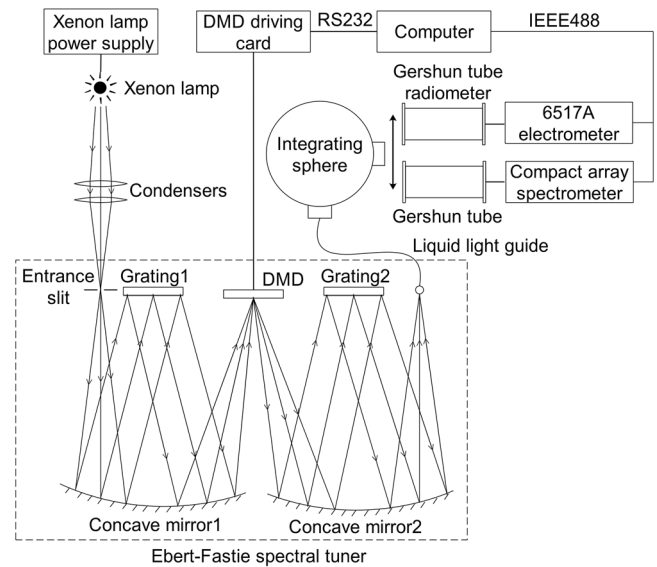 Xenon lamp
power supply
DMD driving
card
RS232
Computer
IEEE488
Xenon lamp
Gershun tube
radiometer
6517A
electrometer
Integrating
sphere
Condensers
Compact array
spectrometer
Gershun tube
Liquid light guide
Entrance
slit
Grating1
DMD
Grating2
Concave mirror1
Concave mirror2
Ebert-Fastie spectral tuner